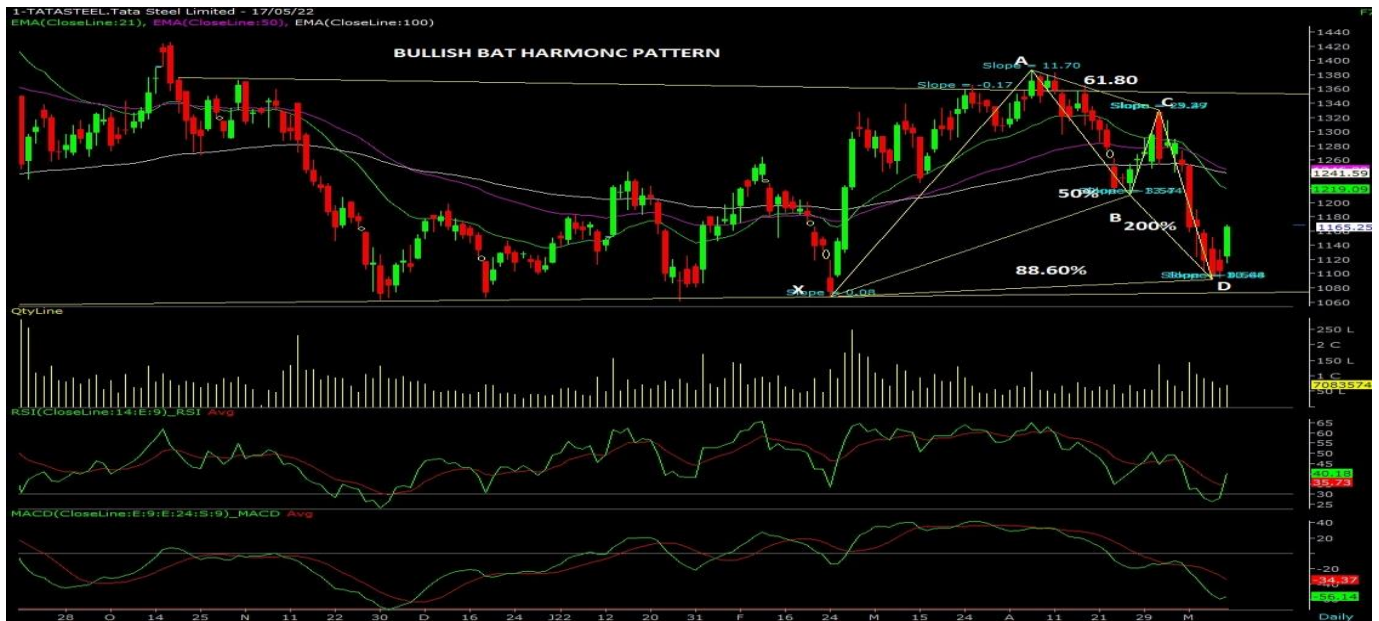 1-TATASTEEL.Tata Steel Limited - 17/05/22
EMA(CloseLine:21), EMA(CloseLine:50), EMA(CloseLine:100)
BULLISH BAT HARMONC PATTERN
A
Slope = 11.70
Slope = -0.17
61.80
C
Slope =
50%
B
200%
88.60%
X
Slope = 0.08
D
1440
1420
1400
1380
1360
1340
1320
1300
1280
1260
1241.59
1219.09
1200
1180
1165.25
1140
1120
1100
1080
1060
QtyLine
250 L
2 C
150 L
1 C
7083574
50 L
RSI(CloseLine:14:E:9)_RSI Avg
65
60
55
50
45
40.18
35.73
30
25
MACD(CloseLine:E:9:E:24:S:9)_MACD Avg
40
20
-20
-34.37
-56.14
28 O 14 25 N 11 22 30 D 14 24 J22 12 20 31 F 14 24 M 14 24 A 11 21 29 M
Daily